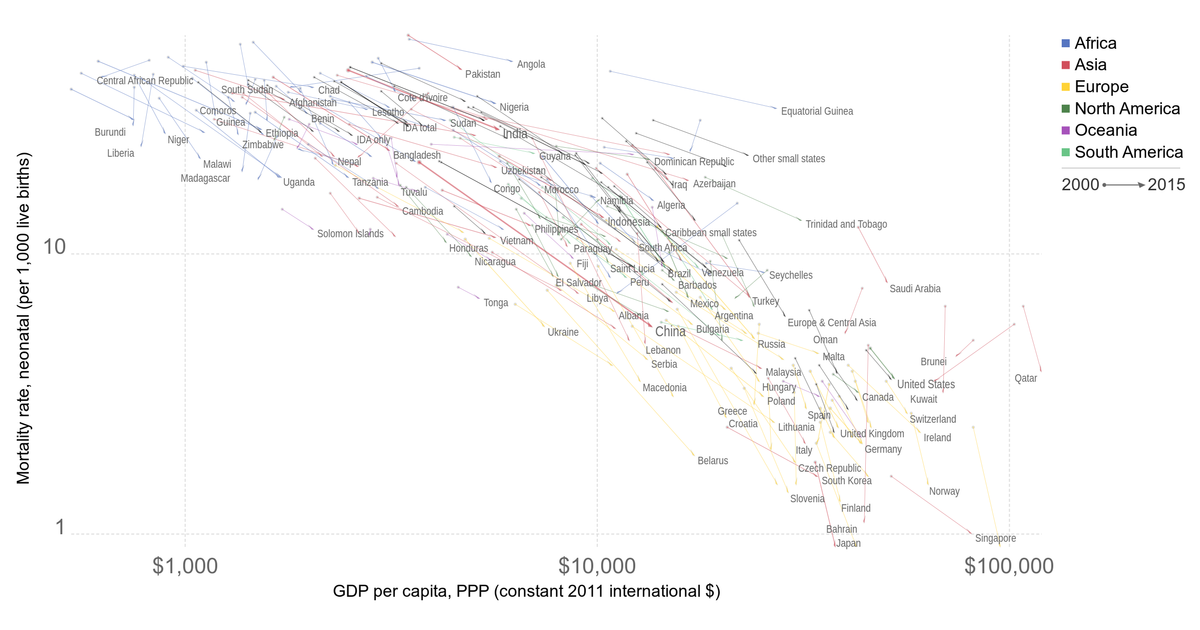 Africa
Asia
Europe
North America
Oceania
South America
2000 2015
Mortality rate, neonatal (per 1,000 live births)
10
1
Angola
Pakistan
Central African Republic
South Sudan
Chad
Afghanistan
Cote d'Ivoire
Nigeria
Equatorial Guinea
Comoros
Guinea
Benin
Lesotho
IDA total
Sudan
India
Burundi
Niger
Ethiopia
Zimbabwe
IDA only
Liberia
Malawi
Madagascar
Uganda
Nepal
Bangladesh
Guyana
Dominican Republic
Other small states
Tanzania
Tuvalu
Uzbekistan
Congo
Morocco
Iraq
Azerbaijan
Namibia
Algeria
Cambodia
Solomon Islands
Indonesia
Trinidad and Tobago
Philippines
Caribbean small states
Vietnam
Honduras
Nicaragua
Paraguay
South Africa
Fiji
Saint Lucia
Brazil
Venezuela
Seychelles
El Salvador
Peru
Barbados
Saudi Arabia
Tonga
Libya
Mexico
Turkey
Albania
Argentina
Europe & Central Asia
Ukraine
China
Bulgaria
Oman
Lebanon
Russia
Malta
Brunei
Serbia
Malaysia
Qatar
Macedonia
Hungary
United States
Poland
Canada
Kuwait
Greece
Spain
Switzerland
Croatia
Lithuania
United Kingdom
Ireland
Italy
Germany
Belarus
Czech Republic
South Korea
Norway
Slovenia
Finland
Bahrain
Japan
Singapore
$1,000 $10,000 $100,000
GDP per capita, PPP (constant 2011 international $)